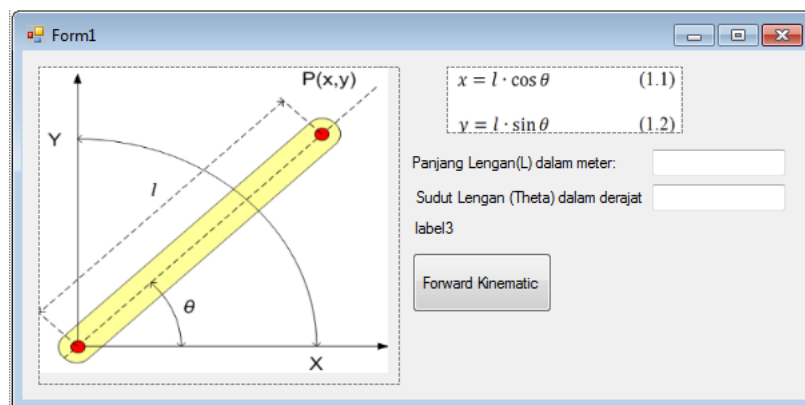 Form1
P(x,y)
Y
l
θ
X
x = l · cos θ (1.1)
y = l · sin θ (1.2)
Panjang Lengan(L) dalam meter:
Sudut Lengan (Theta) dalam derajat
label3
Forward Kinematic